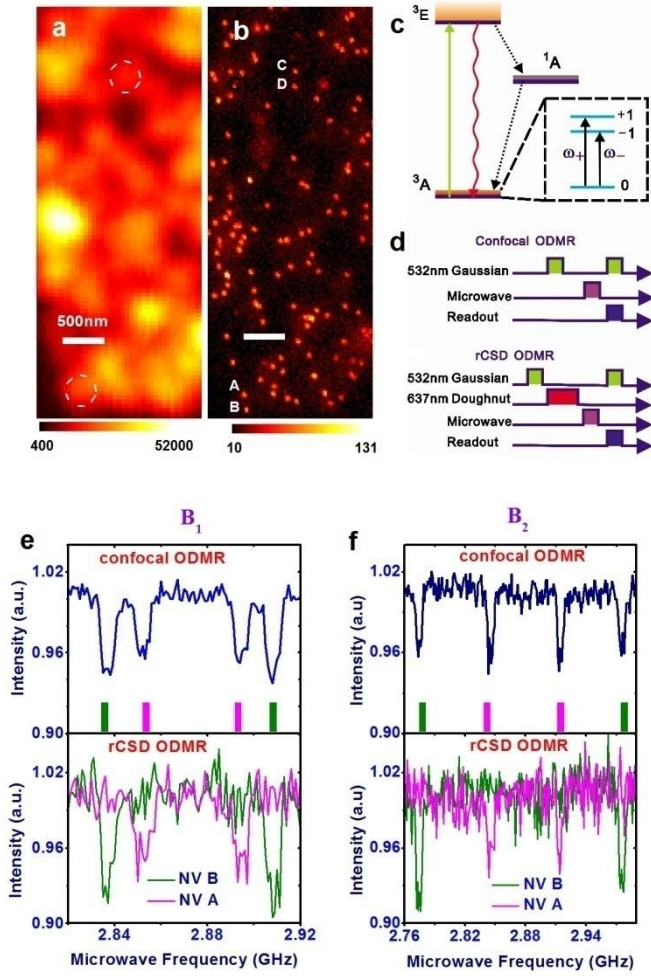 a
500nm
400 52000
b
C
D
A
B
10 131
c
³E
¹A
³A
+1
−1
0
ω+ ω−
d
Confocal ODMR
532nm Gaussian
Microwave
Readout
rCSD ODMR
532nm Gaussian
637nm Doughnut
Microwave
Readout
e
B₁
confocal ODMR
Intensity (a.u.)
1.02
0.96
0.90
rCSD ODMR
Intensity (a.u.)
1.02
0.96
0.90
NV B
NV A
2.84 2.88 2.92
Microwave Frequency (GHz)
f
B₂
confocal ODMR
Intensity (a.u)
1.02
0.96
0.90
rCSD ODMR
Intensity (a.u)
1.02
0.96
0.90
NV B
NV A
2.76 2.82 2.88 2.94
Microwave Frequency (GHz)